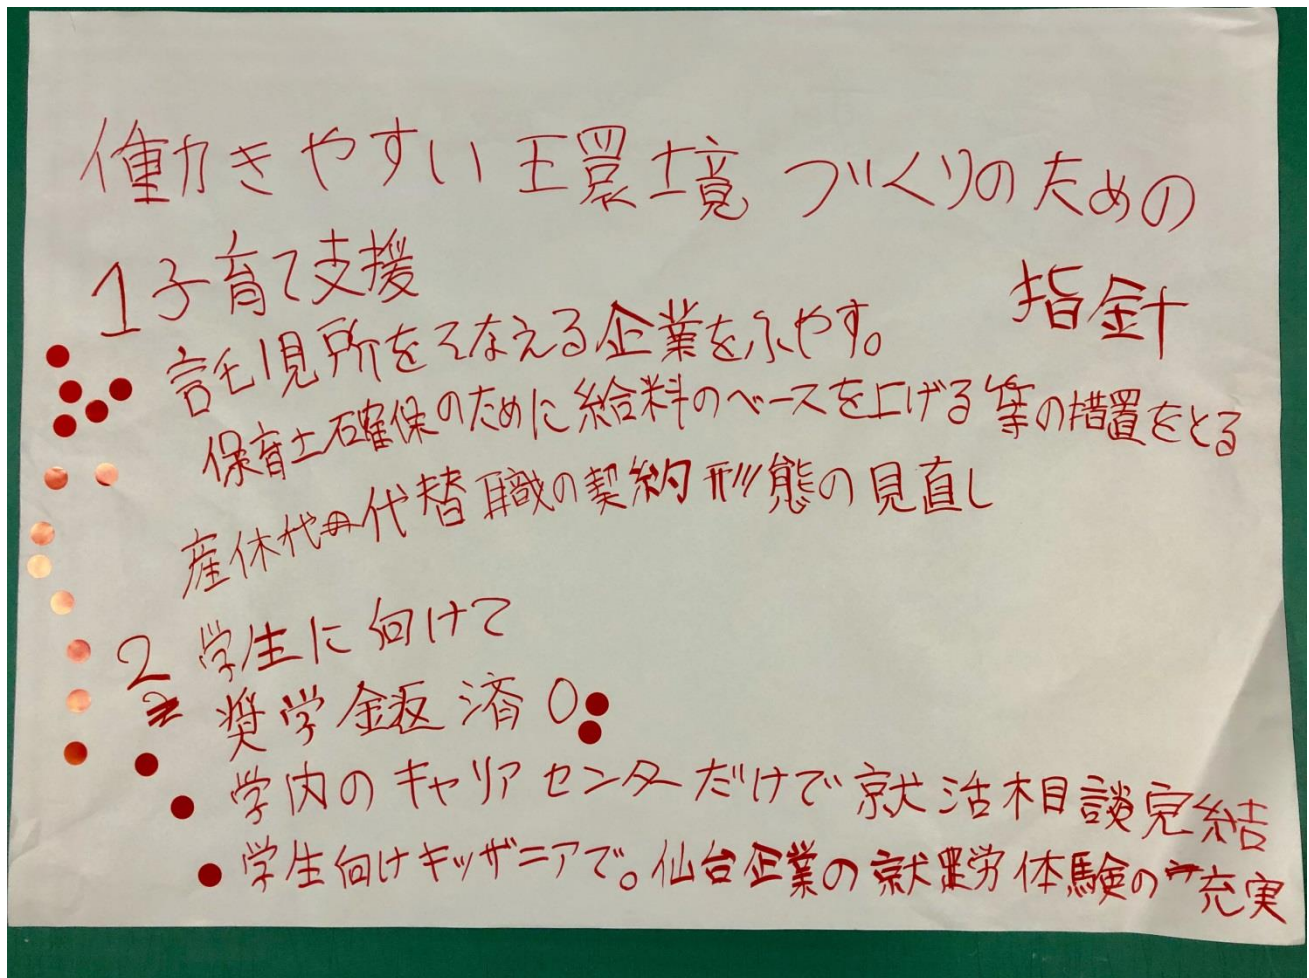 働きやすい環境づくりのための
指針
1 子育て支援
託児所をそなえる企業をふやす。
保育士確保のために給料のベースを上げる等の措置をとる
産休代替職の契約形態の見直し
2 学生に向けて
奨学金返済0
学内のキャリアセンターだけで就活相談完結
学生向けキッザニアで。仙台企業の就労体験の充実